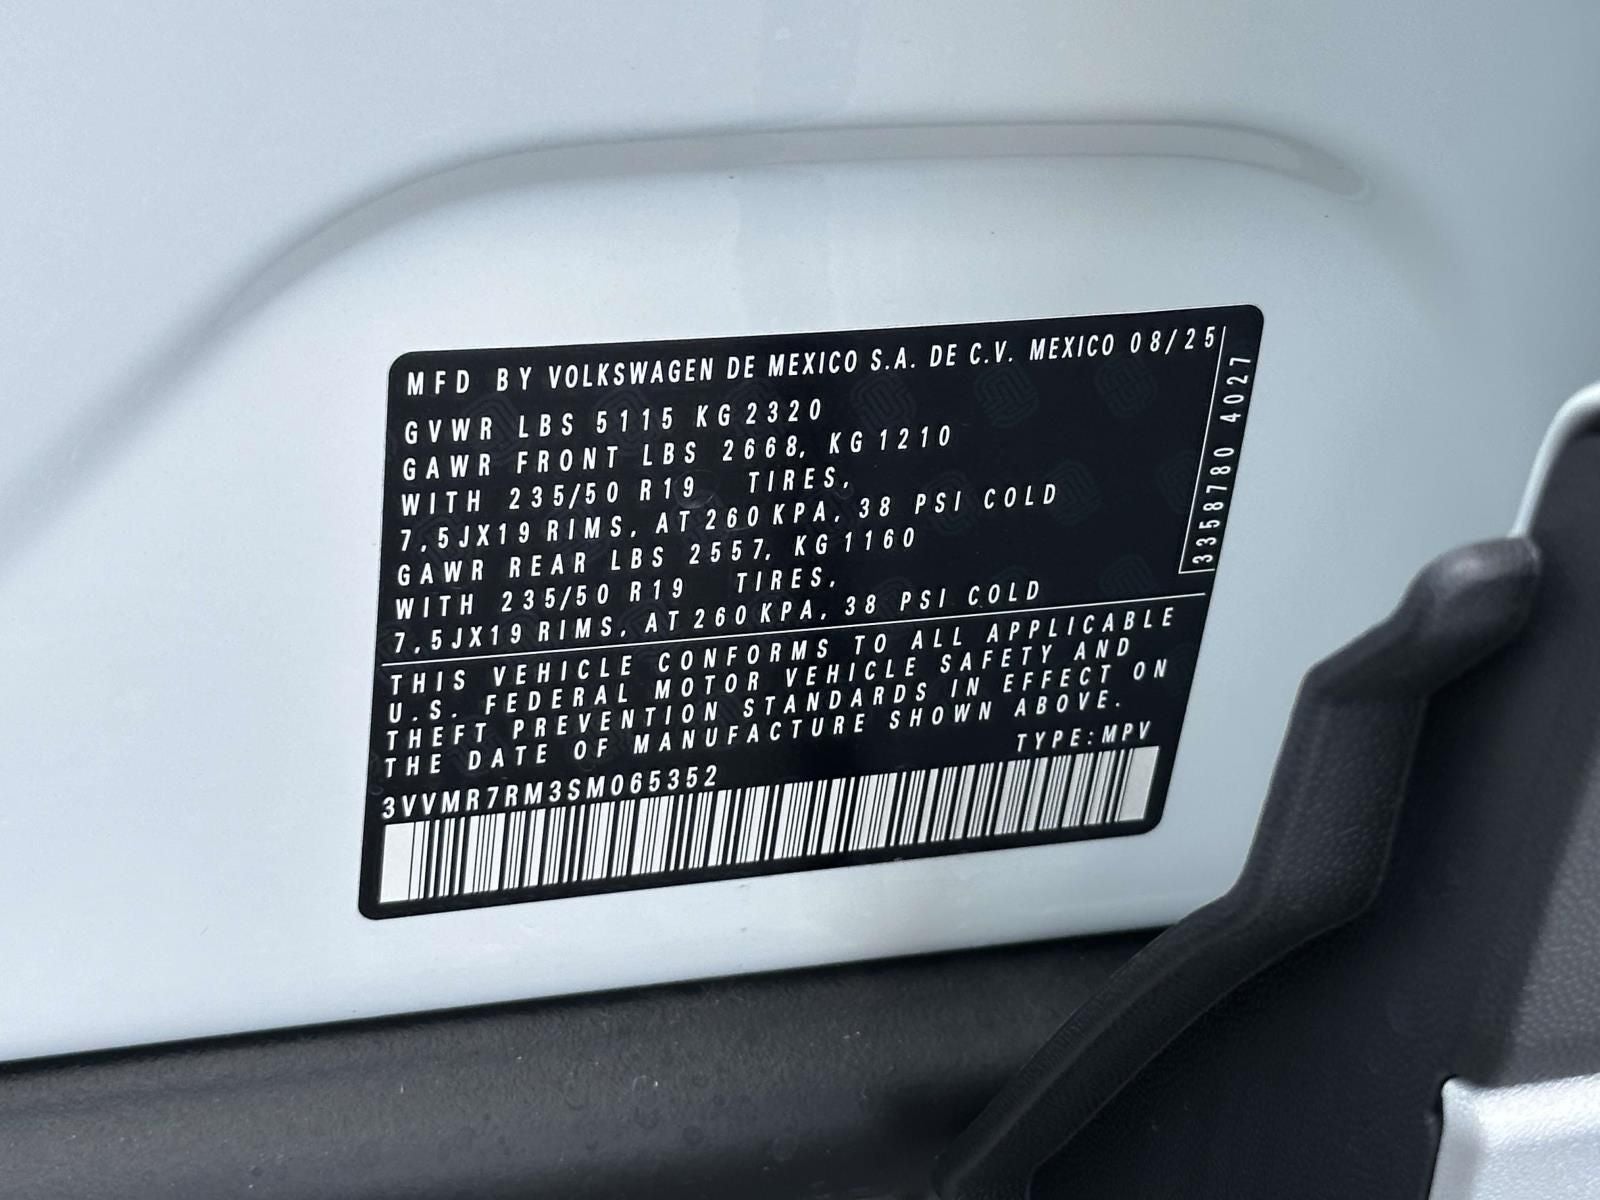 MFD BY VOLKSWAGEN DE MEXICO S.A. DE C.V. MEXICO 08/25
GVWR LBS 5115 KG 2320
GAWR FRONT LBS 2668, KG 1210
WITH 235/50 R19 TIRES,
7,5JX19 RIMS, AT 260 KPA, 38 PSI COLD
GAWR REAR LBS 2557, KG 1160
WITH 235/50 R19 TIRES,
7,5JX19 RIMS, AT 260 KPA, 38 PSI COLD
3358780 4027
THIS VEHICLE CONFORMS TO ALL APPLICABLE
U.S. FEDERAL MOTOR VEHICLE SAFETY AND
THEFT PREVENTION STANDARDS IN EFFECT ON
THE DATE OF MANUFACTURE SHOWN ABOVE.
TYPE:MPV
3VVMR7RM3SM065352